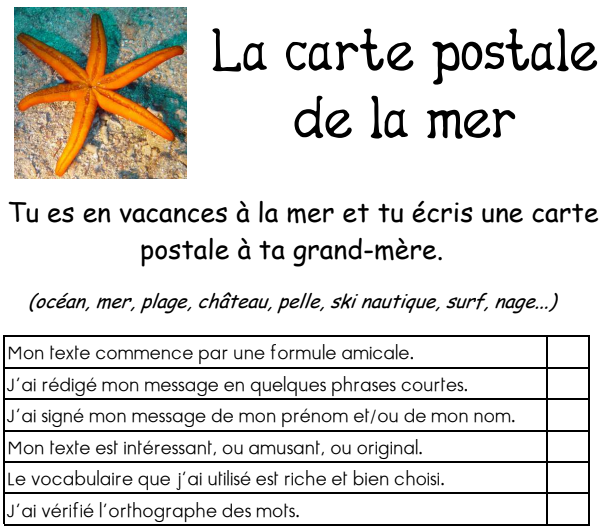 La carte postale
de la mer
Tu es en vacances à la mer et tu écris une carte
postale à ta grand-mère.
(océan, mer, plage, château, pelle, ski nautique, surf, nage...)
Mon texte commence par une formule amicale.
J'ai rédigé mon message en quelques phrases courtes.
J'ai signé mon message de mon prénom et/ou de mon nom.
Mon texte est intéressant, ou amusant, ou original.
Le vocabulaire que j'ai utilisé est riche et bien choisi.
J'ai vérifié l'orthographe des mots.